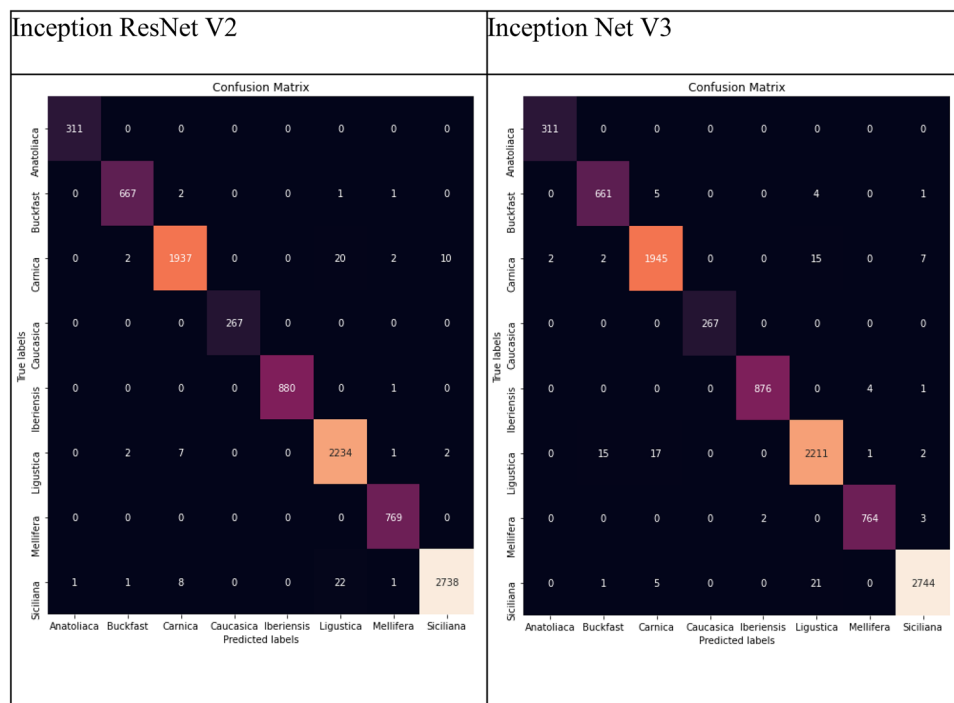 Inception ResNet V2
Confusion Matrix
True labels
Anatoliaca 311 0 0 0 0 0 0 0
Buckfast 0 667 2 0 0 1 1 0
Carnica 0 2 1937 0 0 20 2 10
Caucasica 0 0 0 267 0 0 0 0
Iberiensis 0 0 0 0 880 0 1 0
Ligustica 0 2 7 0 0 2234 1 2
Mellifera 0 0 0 0 0 0 769 0
Siciliana 1 1 8 0 0 22 1 2738
Anatoliaca Buckfast Carnica Caucasica Iberiensis Ligustica Mellifera Siciliana
Predicted labels
Inception Net V3
Confusion Matrix
True labels
Anatoliaca 311 0 0 0 0 0 0 0
Buckfast 0 661 5 0 0 4 0 1
Carnica 2 2 1945 0 0 15 0 7
Caucasica 0 0 0 267 0 0 0 0
Iberiensis 0 0 0 0 876 0 4 1
Ligustica 0 15 17 0 0 2211 1 2
Mellifera 0 0 0 0 2 0 764 3
Siciliana 0 1 5 0 0 21 0 2744
Anatoliaca Buckfast Carnica Caucasica Iberiensis Ligustica Mellifera Siciliana
Predicted labels